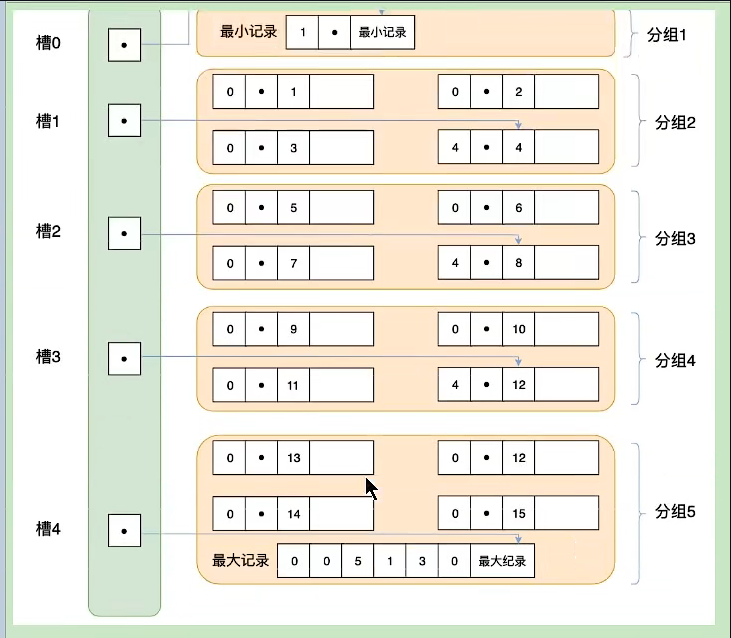 槽0 最小记录 1 • 最小记录 分组1
0 • 1 0 • 2
槽1 分组2
0 • 3 4 • 4
0 • 5 0 • 6
槽2 分组3
0 • 7 4 • 8
0 • 9 0 • 10
槽3 分组4
0 • 11 4 • 12
0 • 13 0 • 12
0 • 14 0 • 15 分组5
槽4
最大记录 0 0 5 1 3 0 最大纪录